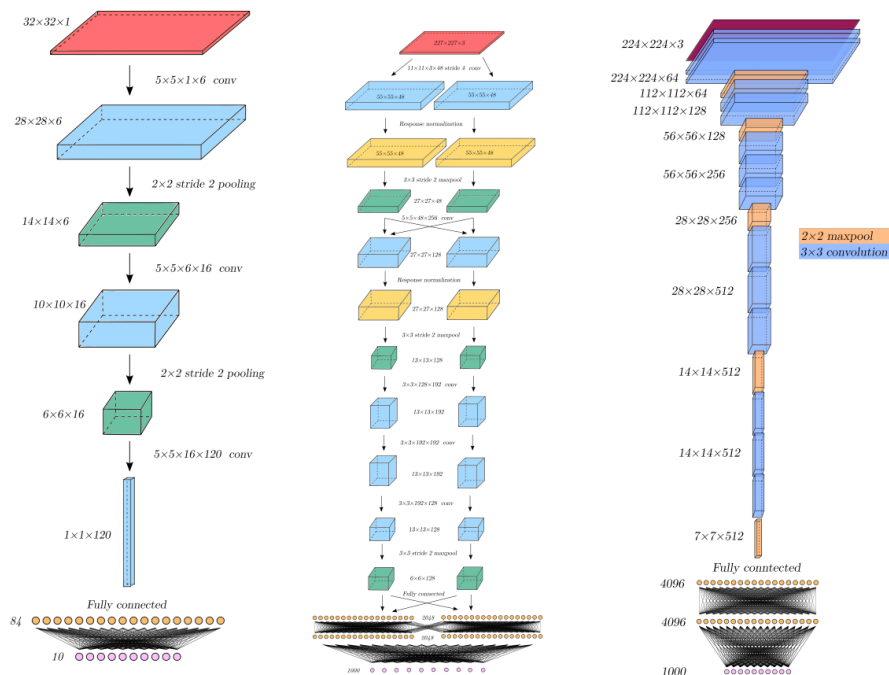 32×32×1
5×5×1×6 conv
28×28×6
2×2 stride 2 pooling
14×14×6
5×5×6×16 conv
10×10×16
2×2 stride 2 pooling
6×6×16
5×5×16×120 conv
1×1×120
Fully connected
84
10
227×227×3
11×11×3×48 stride 4 conv
55×55×48 55×55×48
Response normalization
55×55×48 55×55×48
3×3 stride 2 maxpool
27×27×48
5×5×48×256 conv
27×27×128
Response normalization
27×27×128
3×3 stride 2 maxpool
13×13×128
3×3×128×192 conv
13×13×192
3×3×192×192 conv
13×13×192
3×3×192×128 conv
13×13×128
3×3 stride 2 maxpool
6×6×128
Fully connected
2048
2048
1000
224×224×3
224×224×64
112×112×64
112×112×128
56×56×128
56×56×256
28×28×256
2×2 maxpool
3×3 convolution
28×28×512
14×14×512
14×14×512
7×7×512
Fully conntected
4096
4096
1000